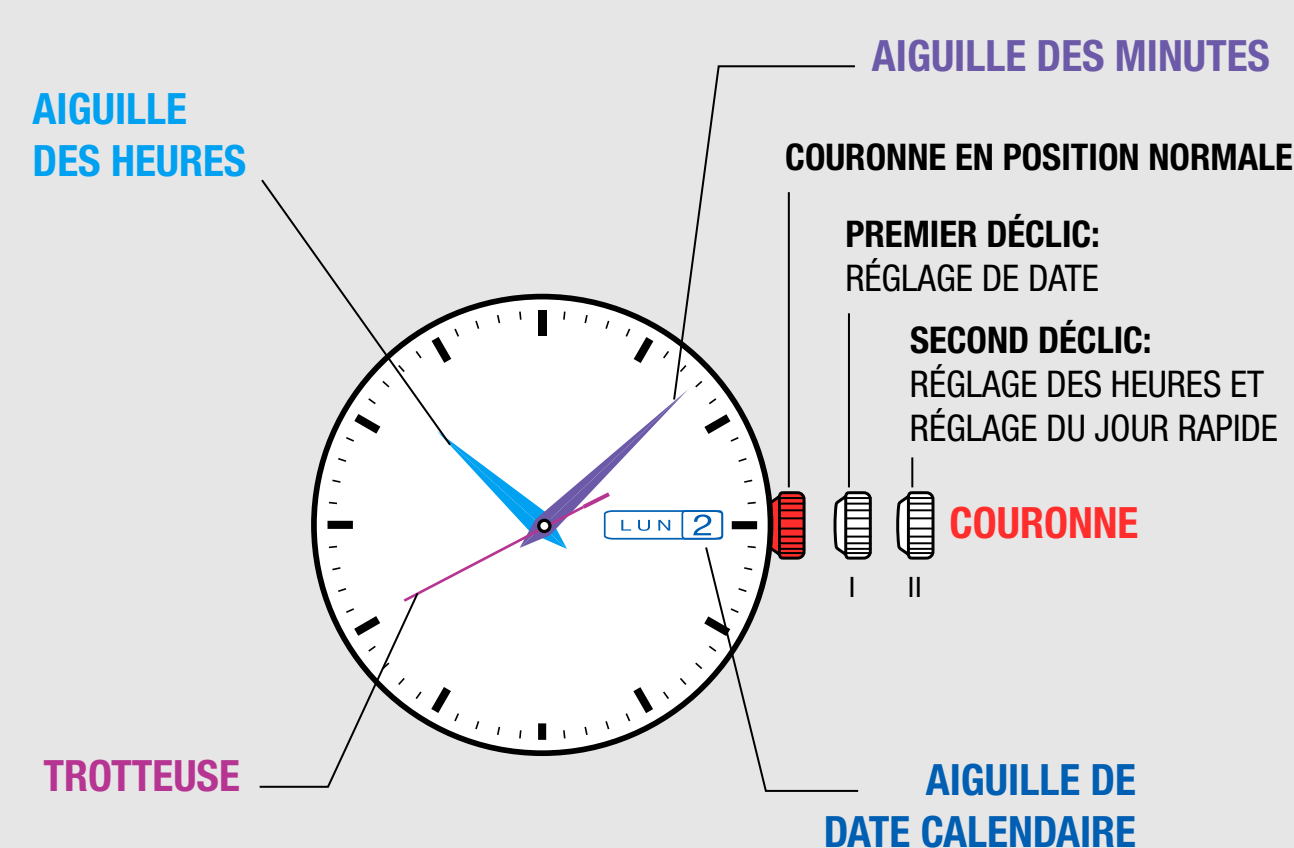 AIGUILLE DES MINUTES
AIGUILLE
DES HEURES
COURONNE EN POSITION NORMALE
PREMIER DÉCLIC:
RÉGLAGE DE DATE
SECOND DÉCLIC:
RÉGLAGE DES HEURES ET
RÉGLAGE DU JOUR RAPIDE
LUN 2
COURONNE
I II
TROTTEUSE
AIGUILLE DE
DATE CALENDAIRE